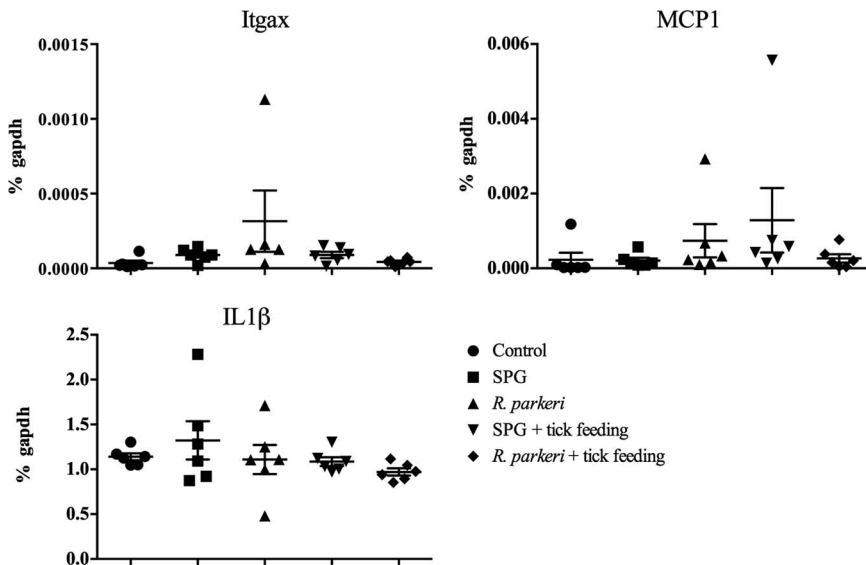 Itgax
0.0015
0.0010
0.0005
0.0000
% gapdh
MCP1
0.006
0.004
0.002
0.000
% gapdh
IL1β
2.5
2.0
1.5
1.0
0.5
0.0
% gapdh
Control
SPG
R. parkeri
SPG + tick feeding
R. parkeri + tick feeding